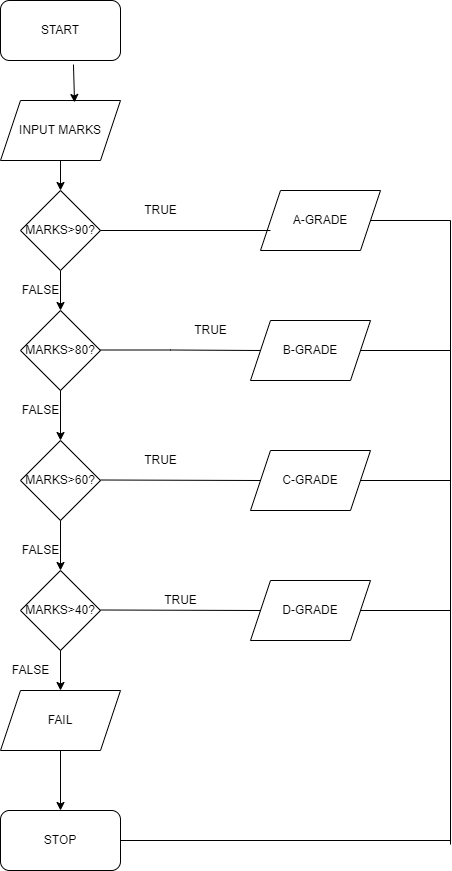 START
INPUT MARKS
TRUE
MARKS>90?
A-GRADE
FALSE
TRUE
MARKS>80?
B-GRADE
FALSE
TRUE
MARKS>60?
C-GRADE
FALSE
TRUE
MARKS>40?
D-GRADE
FALSE
FAIL
STOP